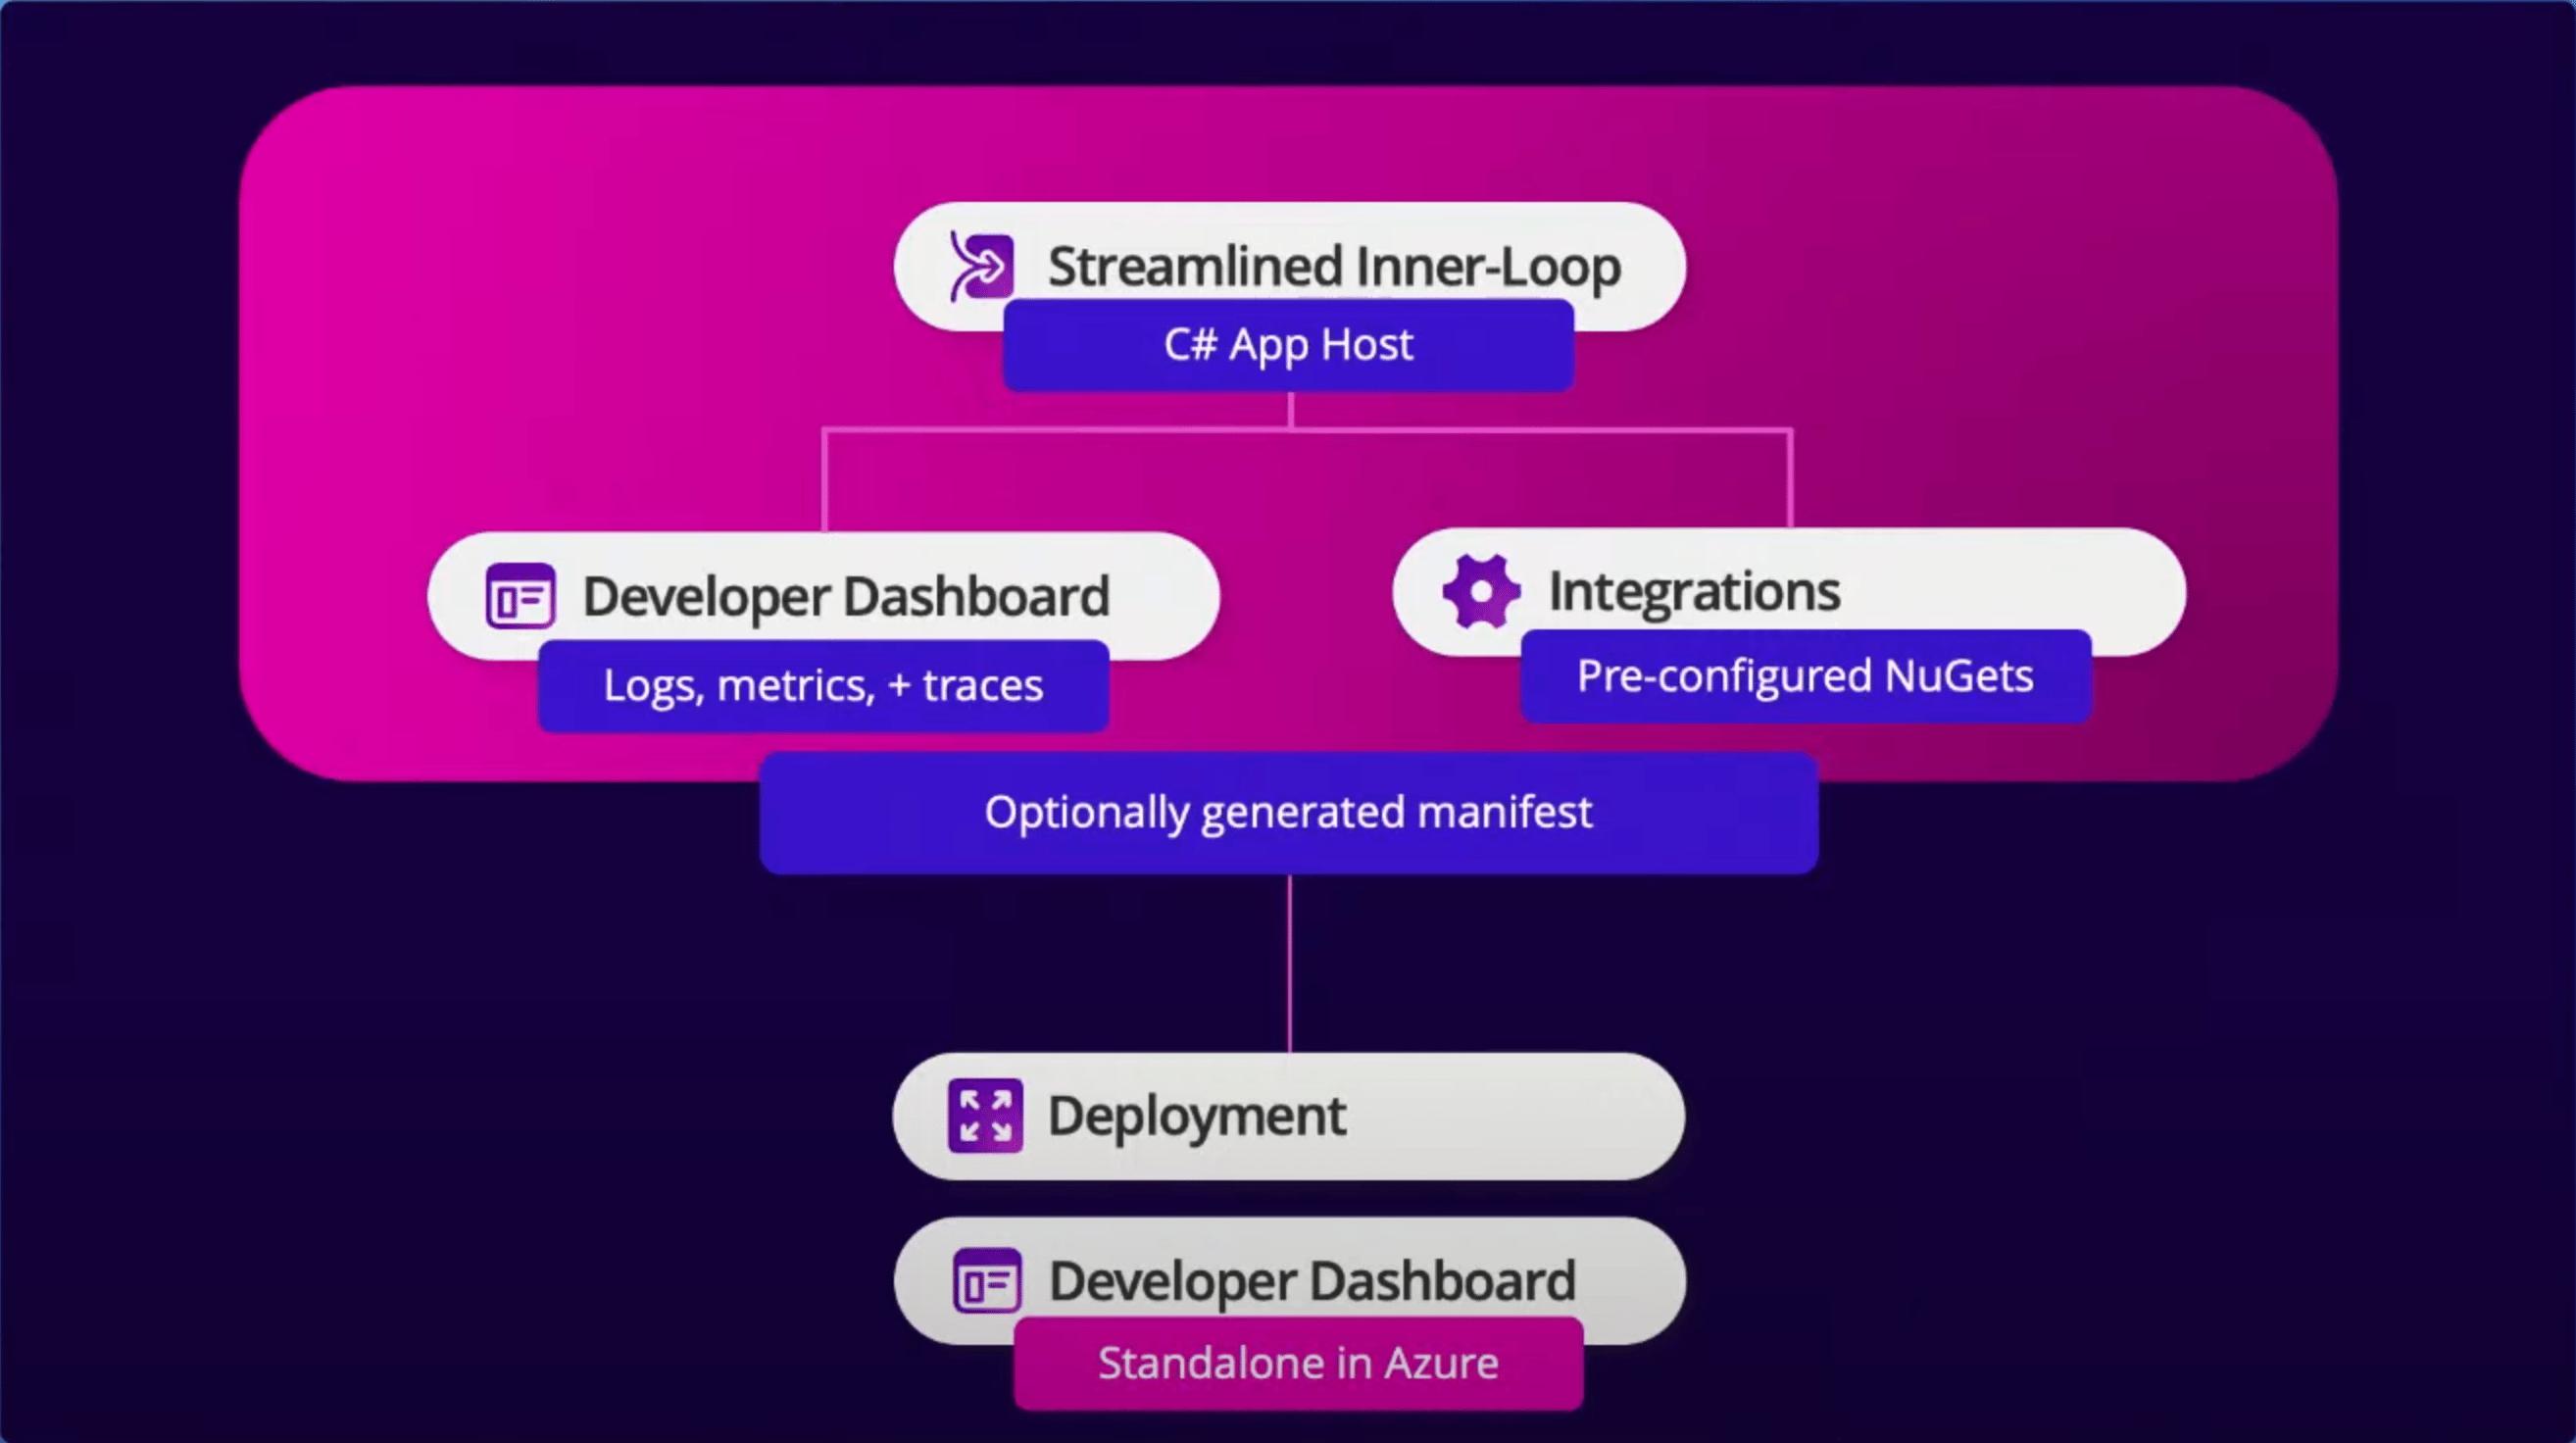 Streamlined Inner-Loop
C# App Host
Developer Dashboard
Logs, metrics, + traces
Integrations
Pre-configured NuGets
Optionally generated manifest
Deployment
Developer Dashboard
Standalone in Azure